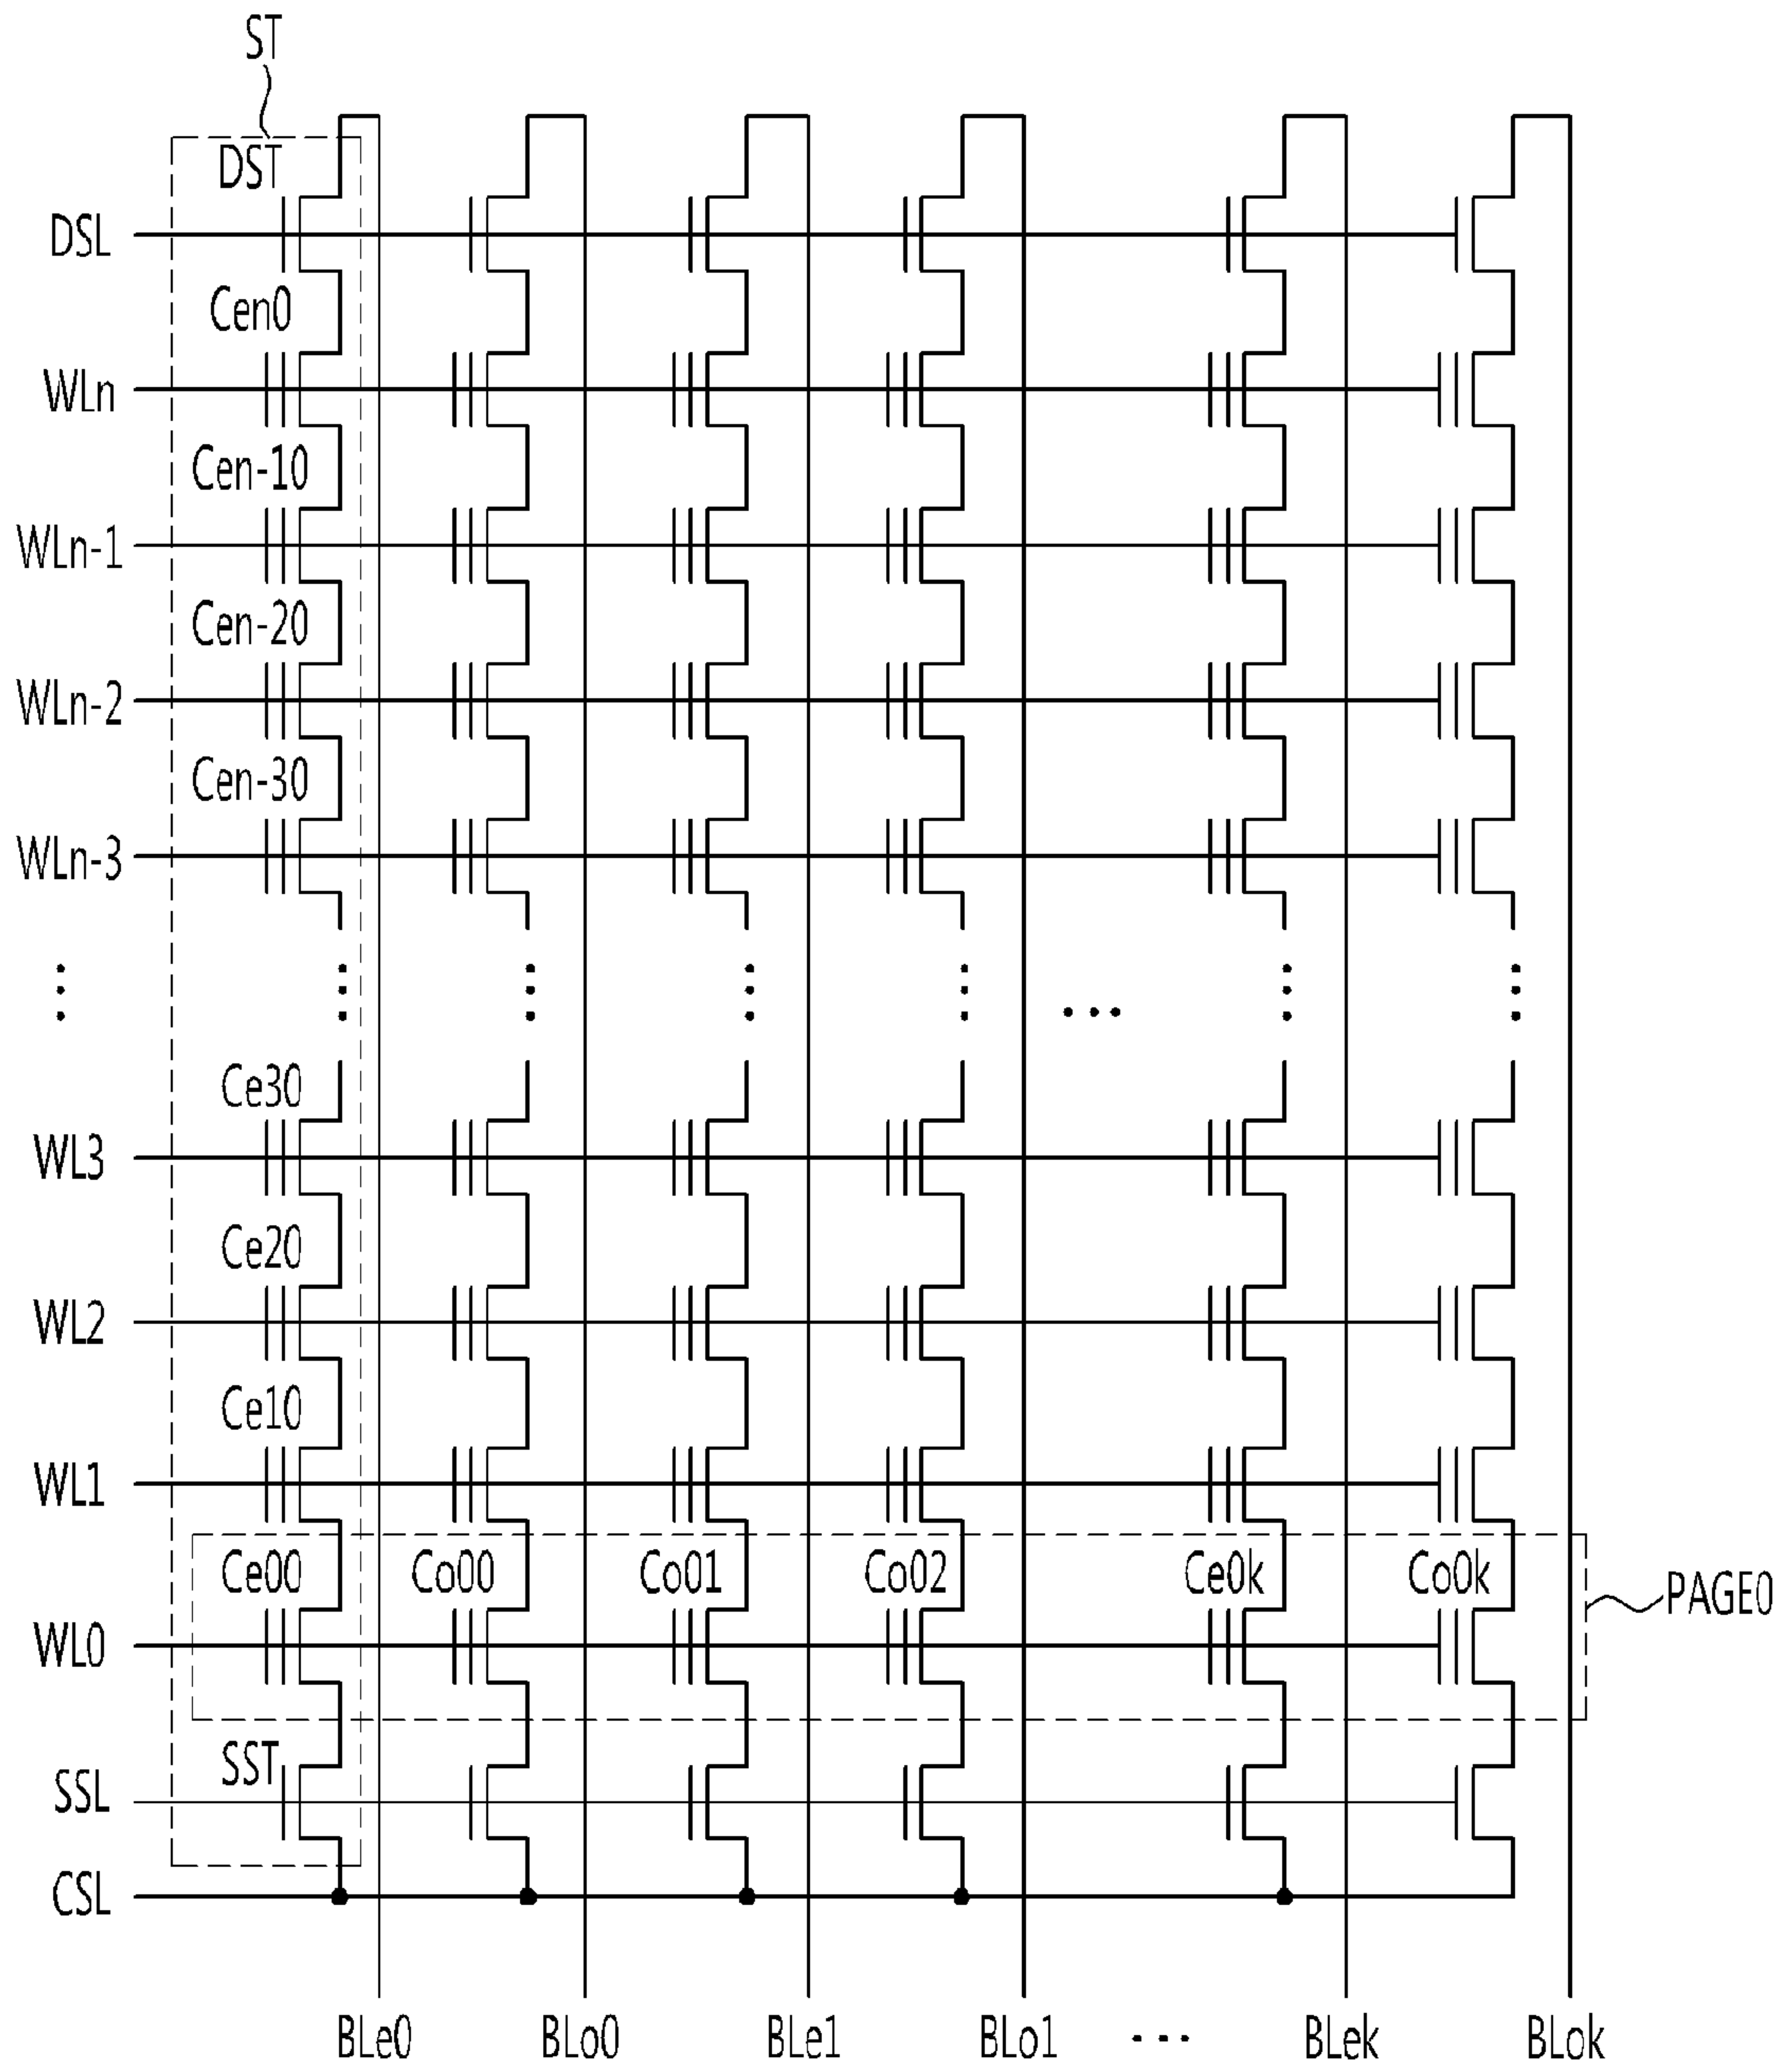 ST
DST
DSL
Cen0
WLn
Cen-10
WLn-1
Cen-20
WLn-2
Cen-30
WLn-3
Ce30
WL3
Ce20
WL2
Ce10
WL1
Ce00 Co00 Co01 Co02 Ce0k Co0k
PAGE0
WL0
SST
SSL
CSL
BLe0 BLo0 BLe1 BLo1 ... BLek BLok